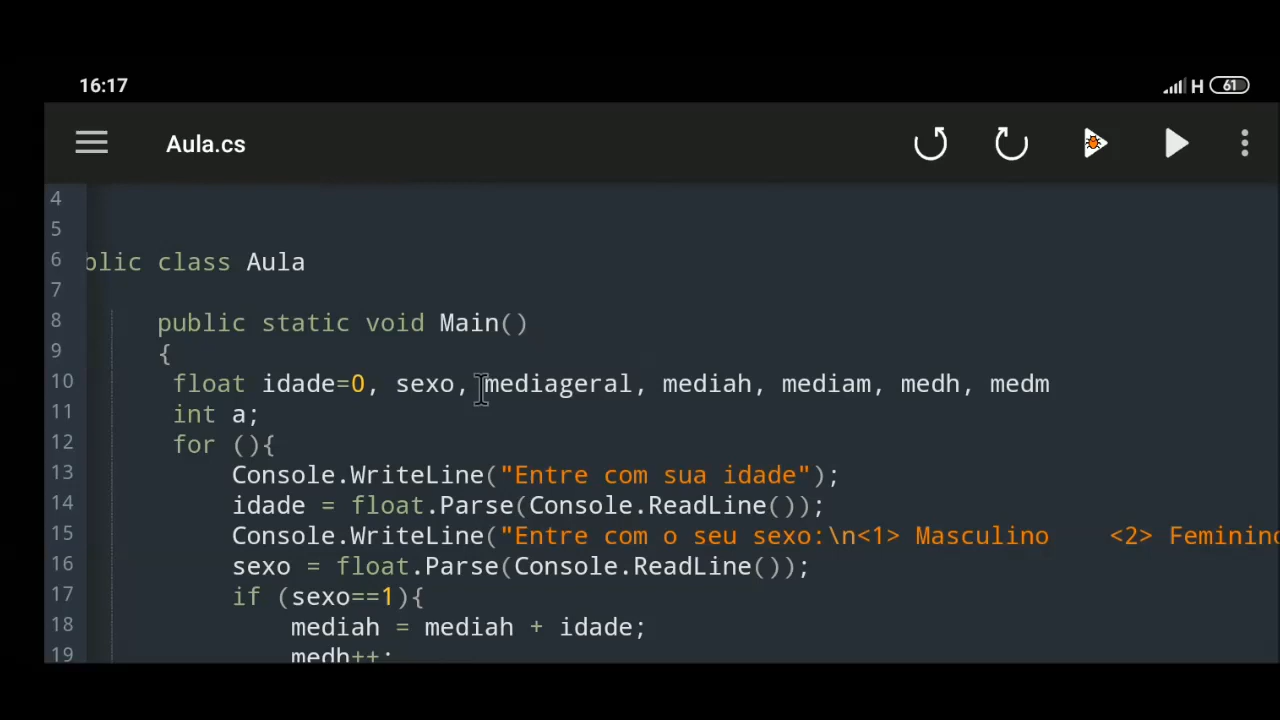 16:17
H 61
Aula.cs
4
5
6 blic class Aula
7
8 public static void Main()
9 {
10 float idade=0, sexo, mediageral, mediah, mediam, medh, medm
11 int a;
12 for (){
13 Console.WriteLine("Entre com sua idade");
14 idade = float.Parse(Console.ReadLine());
15 Console.WriteLine("Entre com o seu sexo:\n<1> Masculino    <2> Feminino
16 sexo = float.Parse(Console.ReadLine());
17 if (sexo==1){
18 mediah = mediah + idade;
19 medh++;